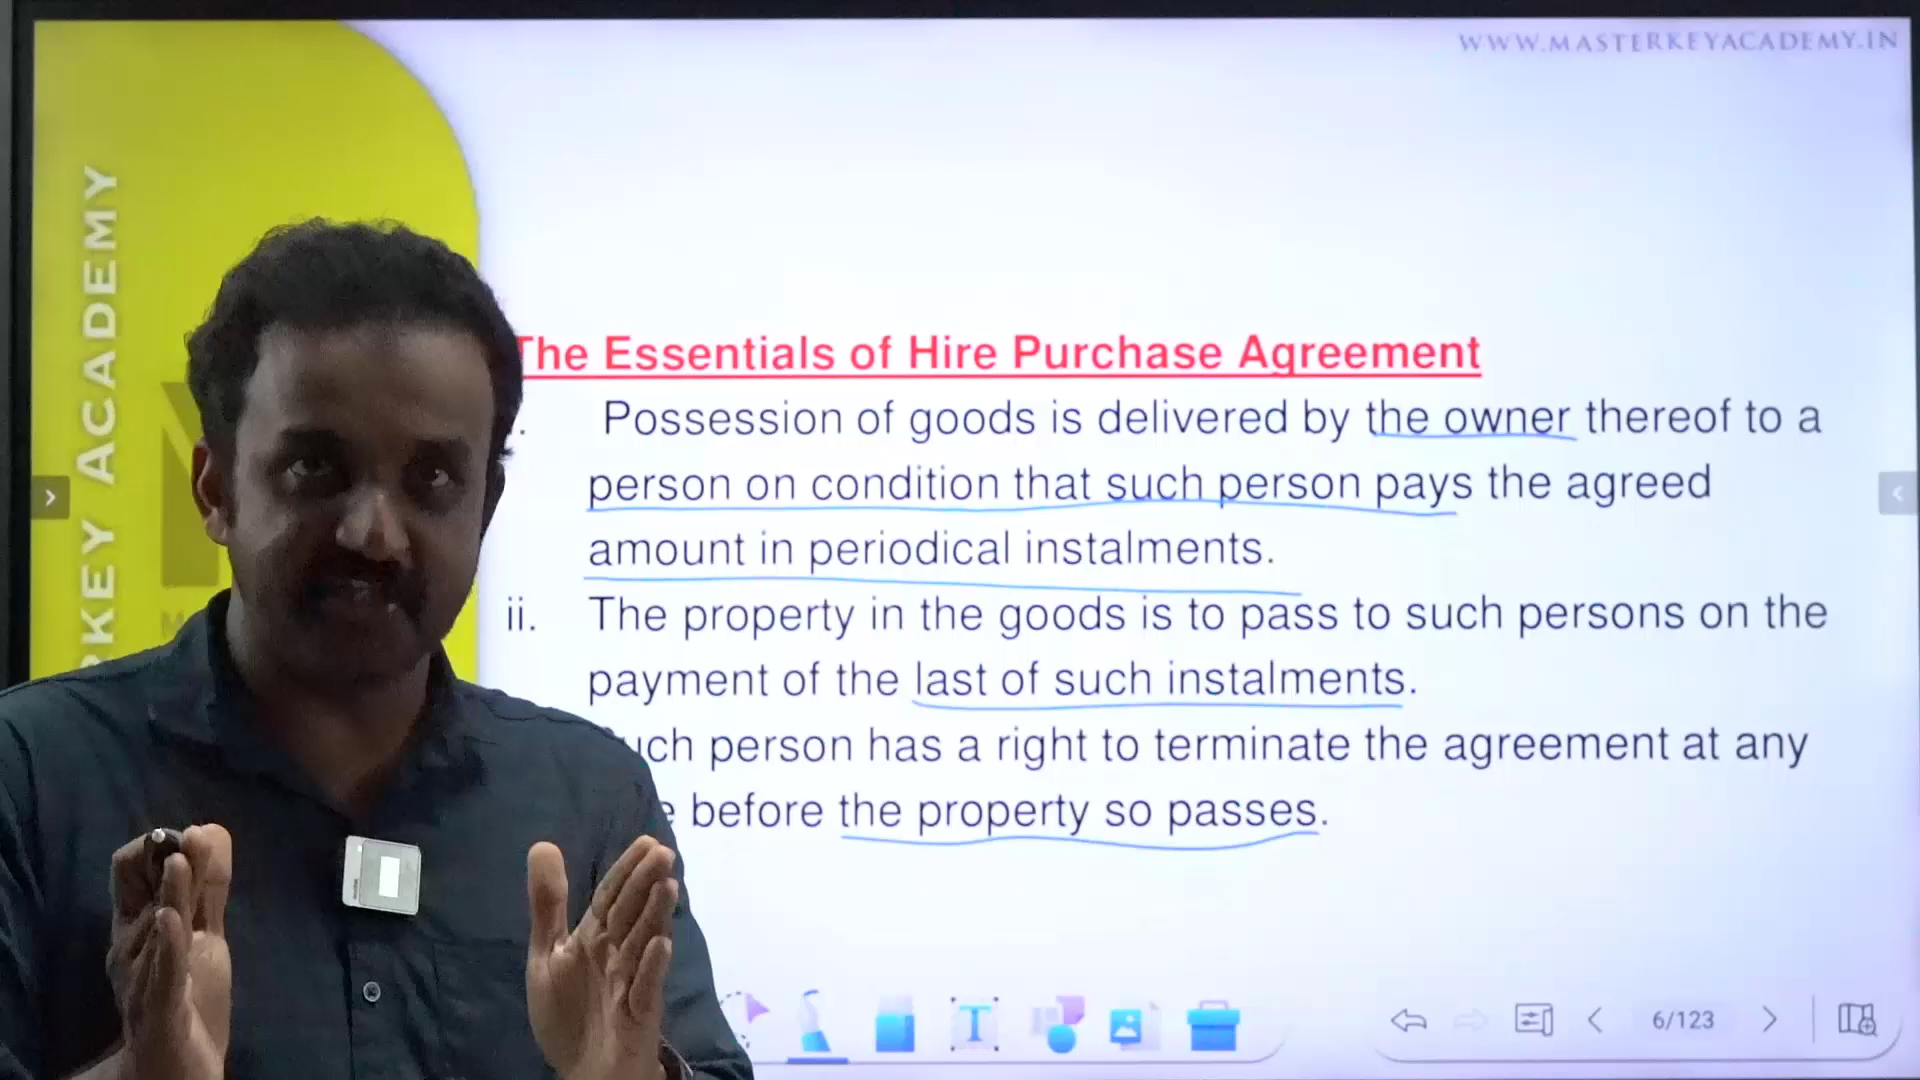 WWW.MASTERKEYACADEMY.IN
RKEY ACADEMY
The Essentials of Hire Purchase Agreement
. Possession of goods is delivered by the owner thereof to a
person on condition that such person pays the agreed
amount in periodical instalments.
ii. The property in the goods is to pass to such persons on the
payment of the last of such instalments.
uch person has a right to terminate the agreement at any
e before the property so passes.
T
6/123